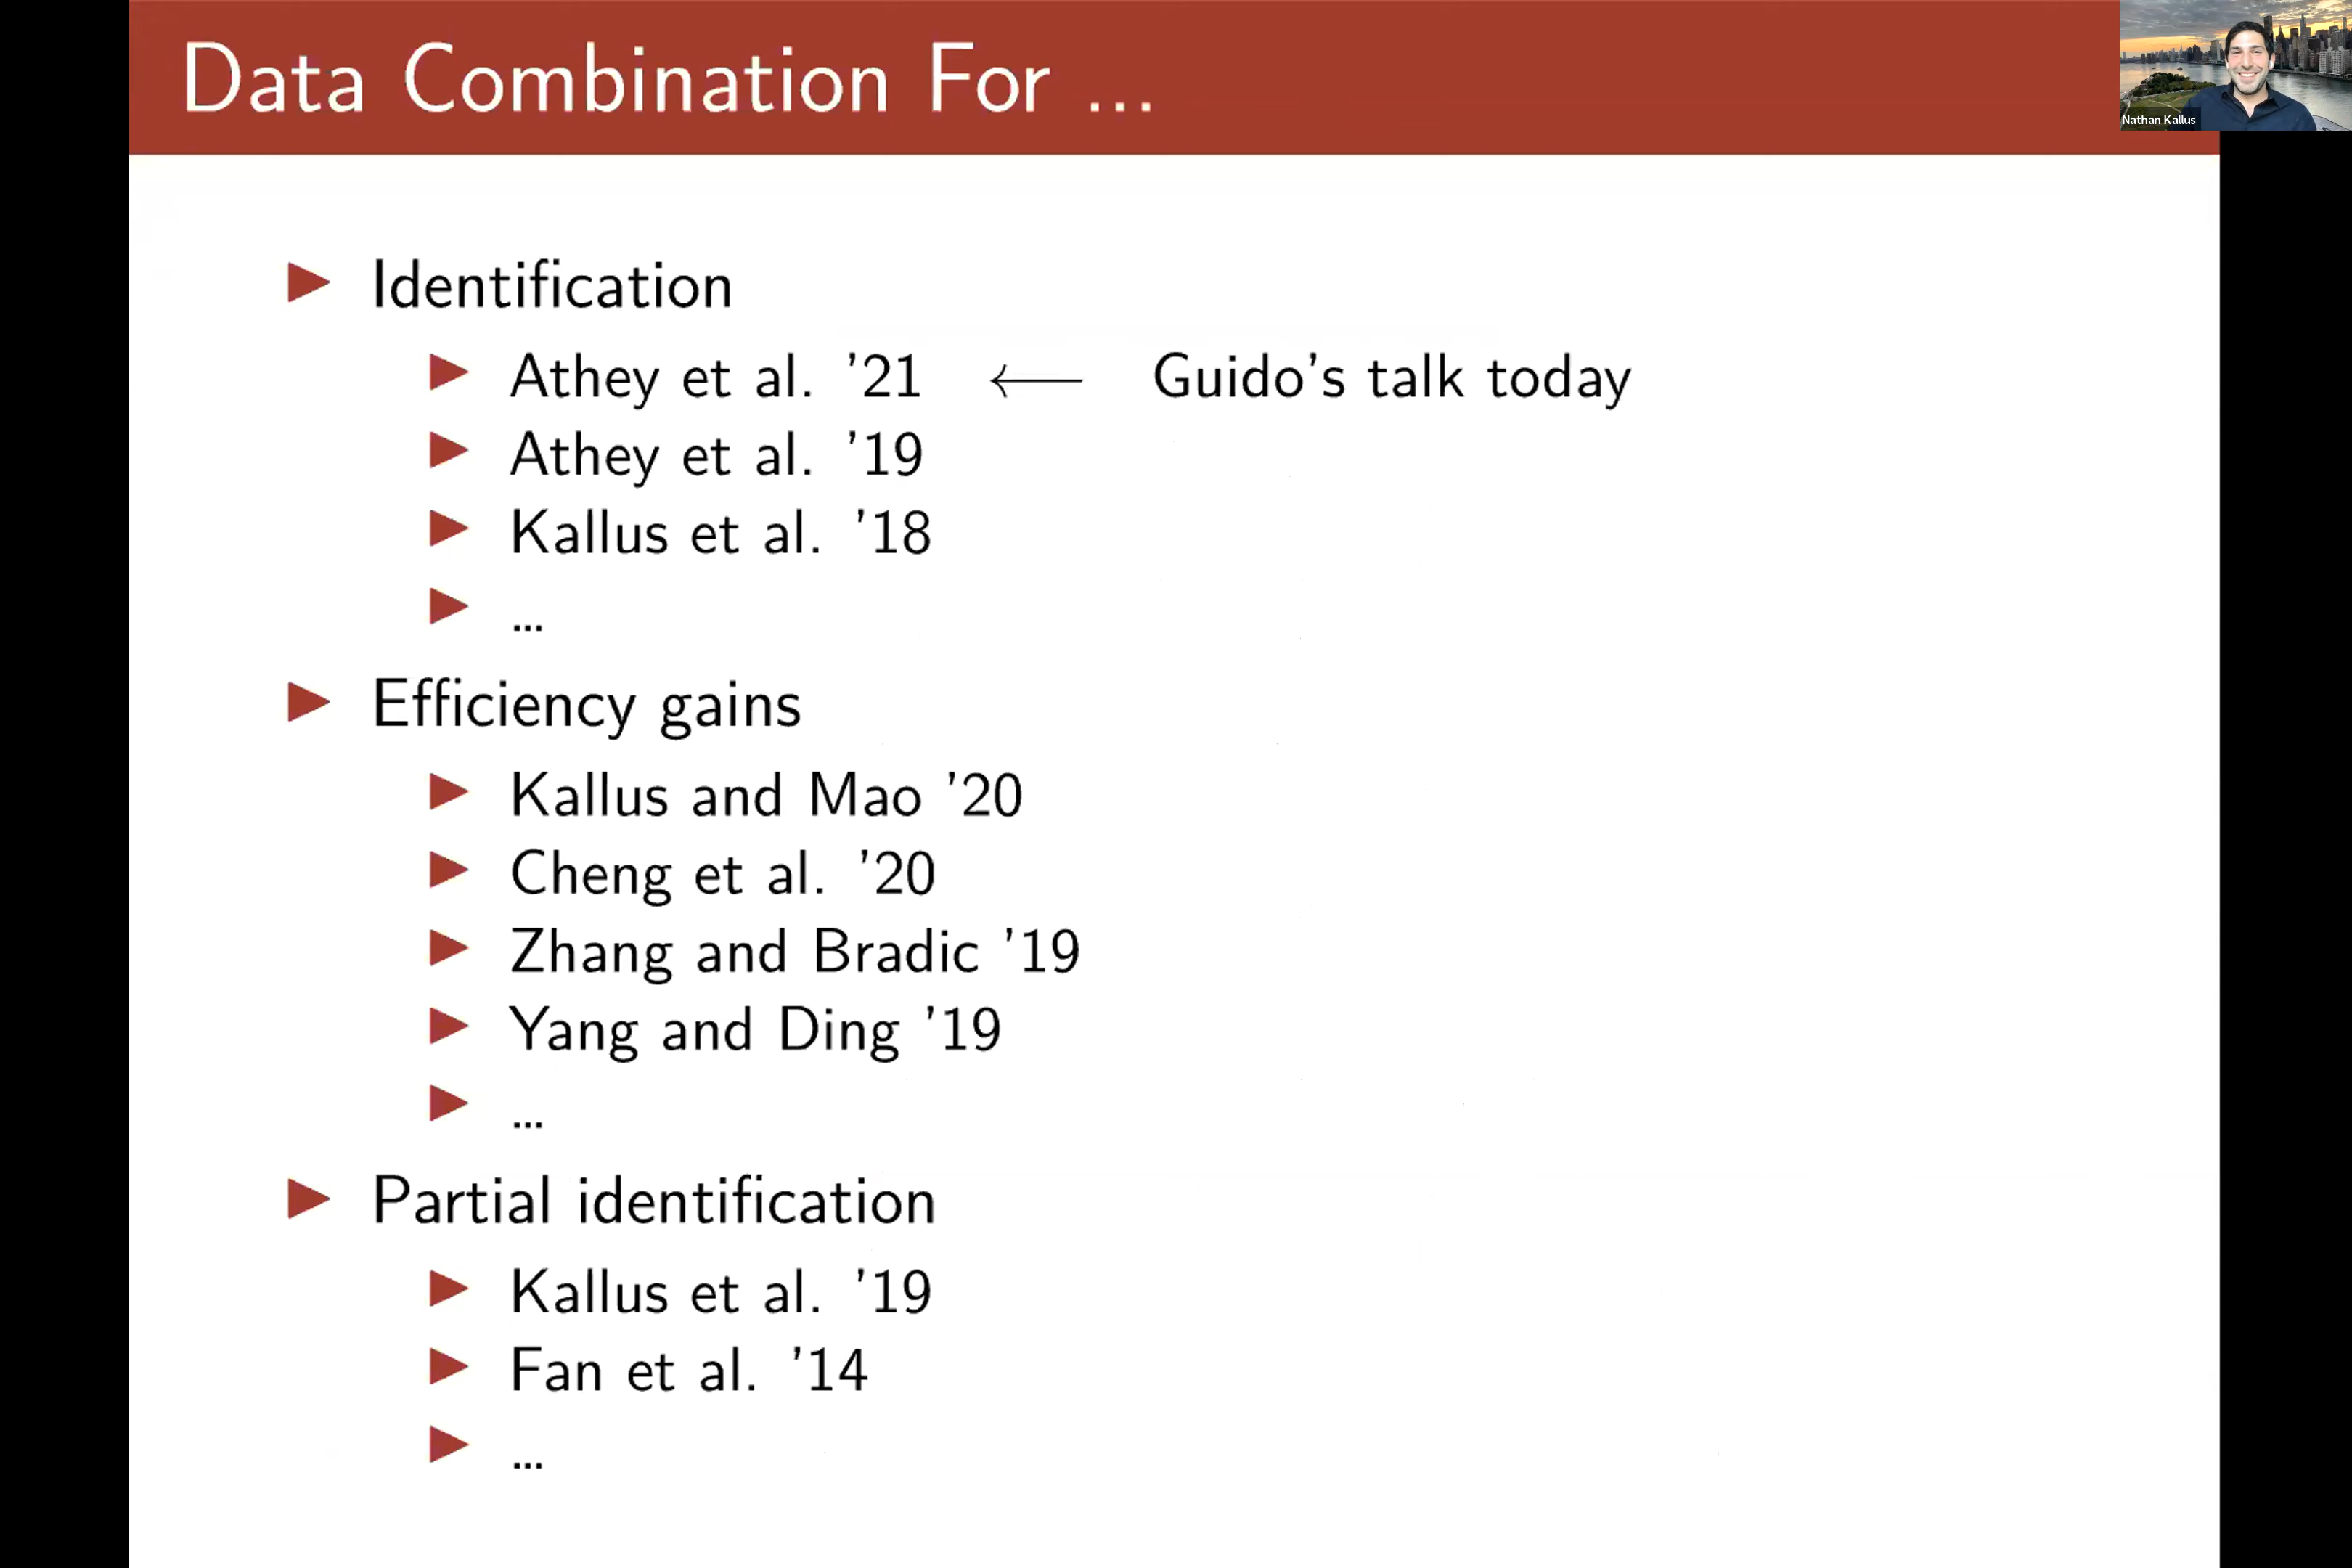 Data Combination For ...
Nathan Kallus
Identification
Athey et al. '21 ← Guido's talk today
Athey et al. '19
Kallus et al. '18
...
Efficiency gains
Kallus and Mao '20
Cheng et al. '20
Zhang and Bradic '19
Yang and Ding '19
...
Partial identification
Kallus et al. '19
Fan et al. '14
...